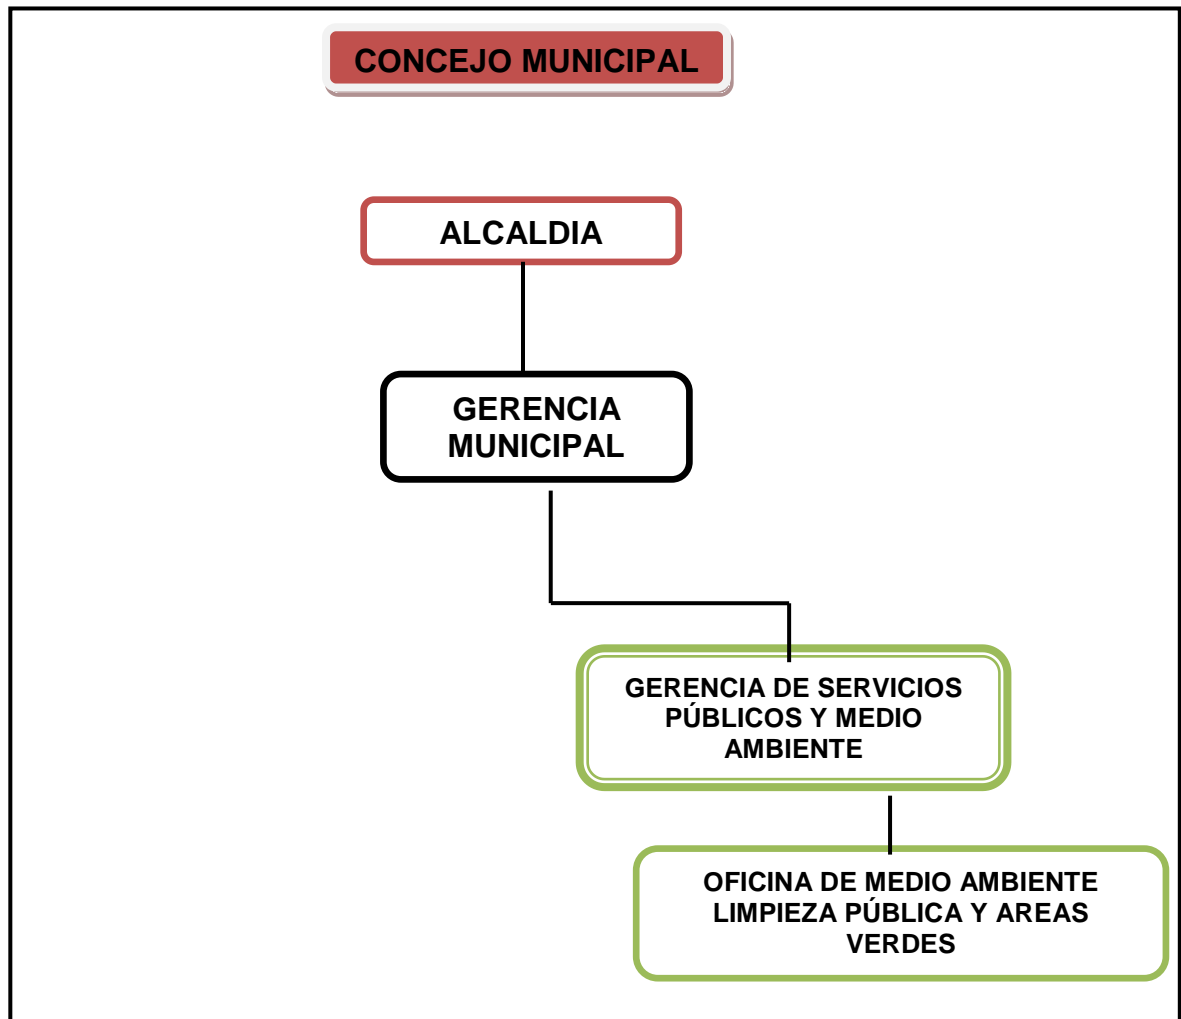 CONCEJO MUNICIPAL
ALCALDIA
GERENCIA
MUNICIPAL
GERENCIA DE SERVICIOS
PÚBLICOS Y MEDIO
AMBIENTE
OFICINA DE MEDIO AMBIENTE
LIMPIEZA PÚBLICA Y AREAS
VERDES